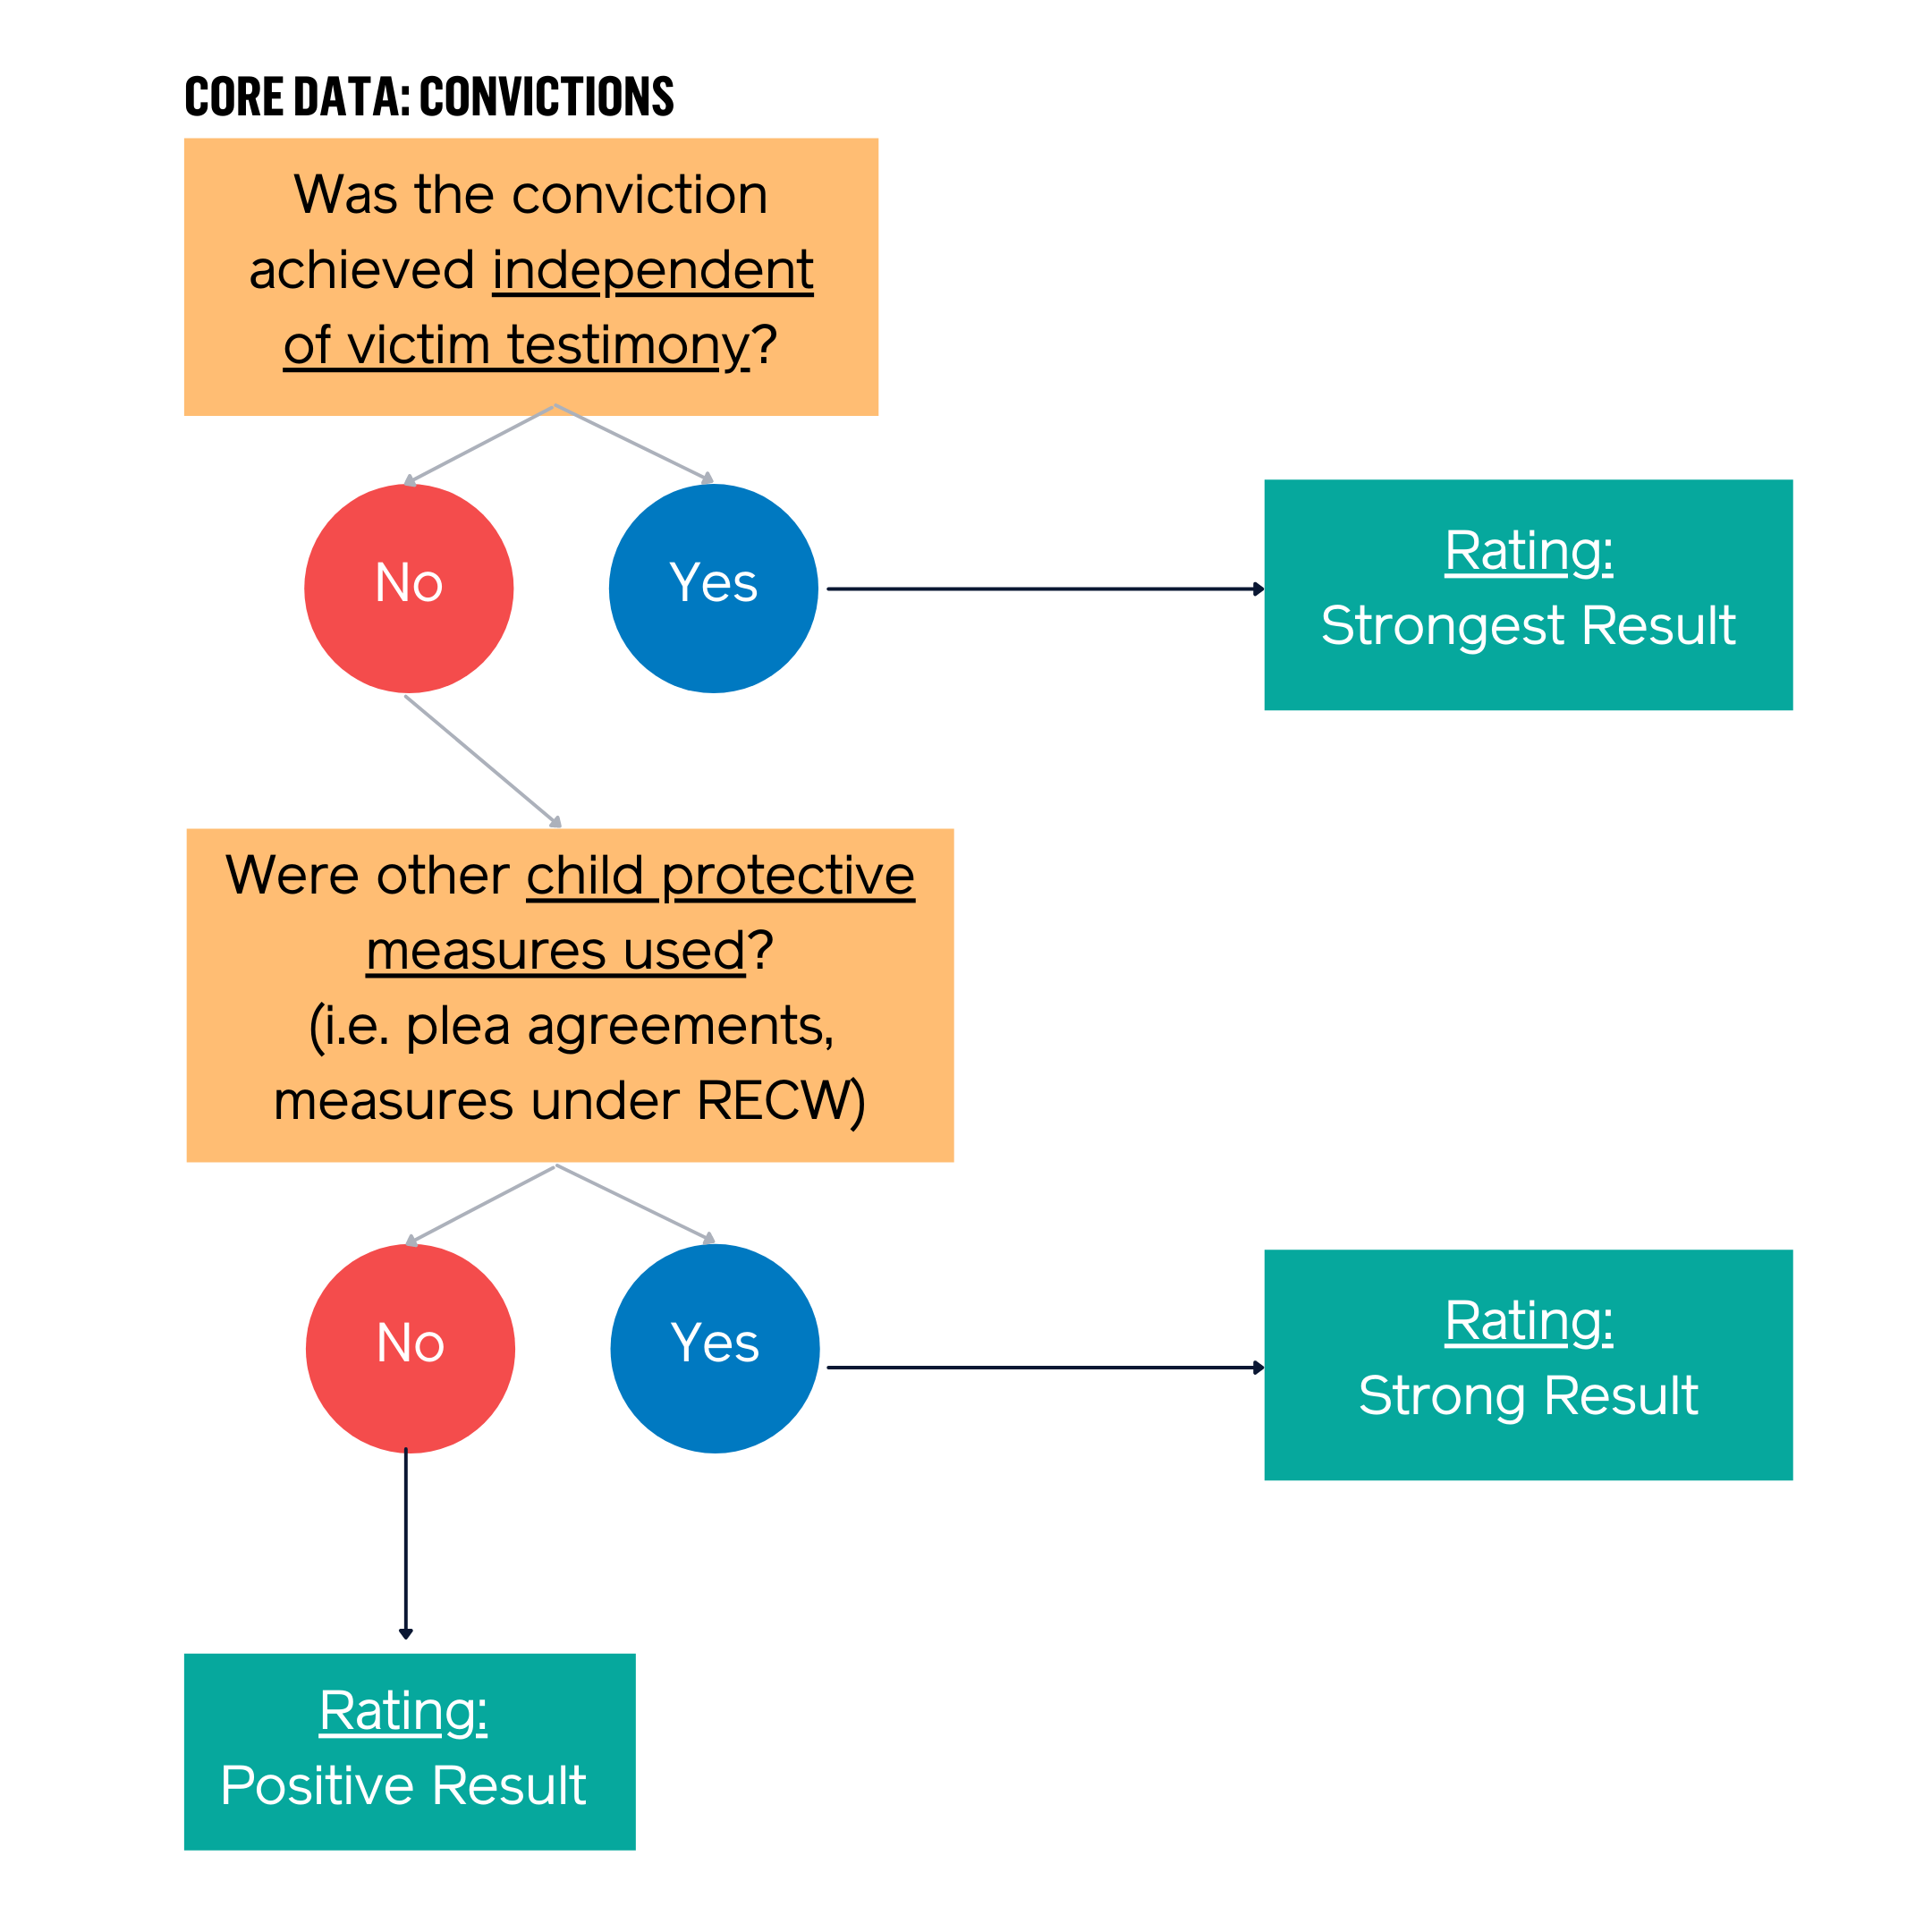 CORE DATA: CONVICTIONS
Was the conviction
achieved independent
of victim testimony?
No
Yes
Rating:
Strongest Result
Were other child protective
measures used?
(i.e. plea agreements,
measures under RECW)
No
Yes
Rating:
Strong Result
Rating:
Positive Result